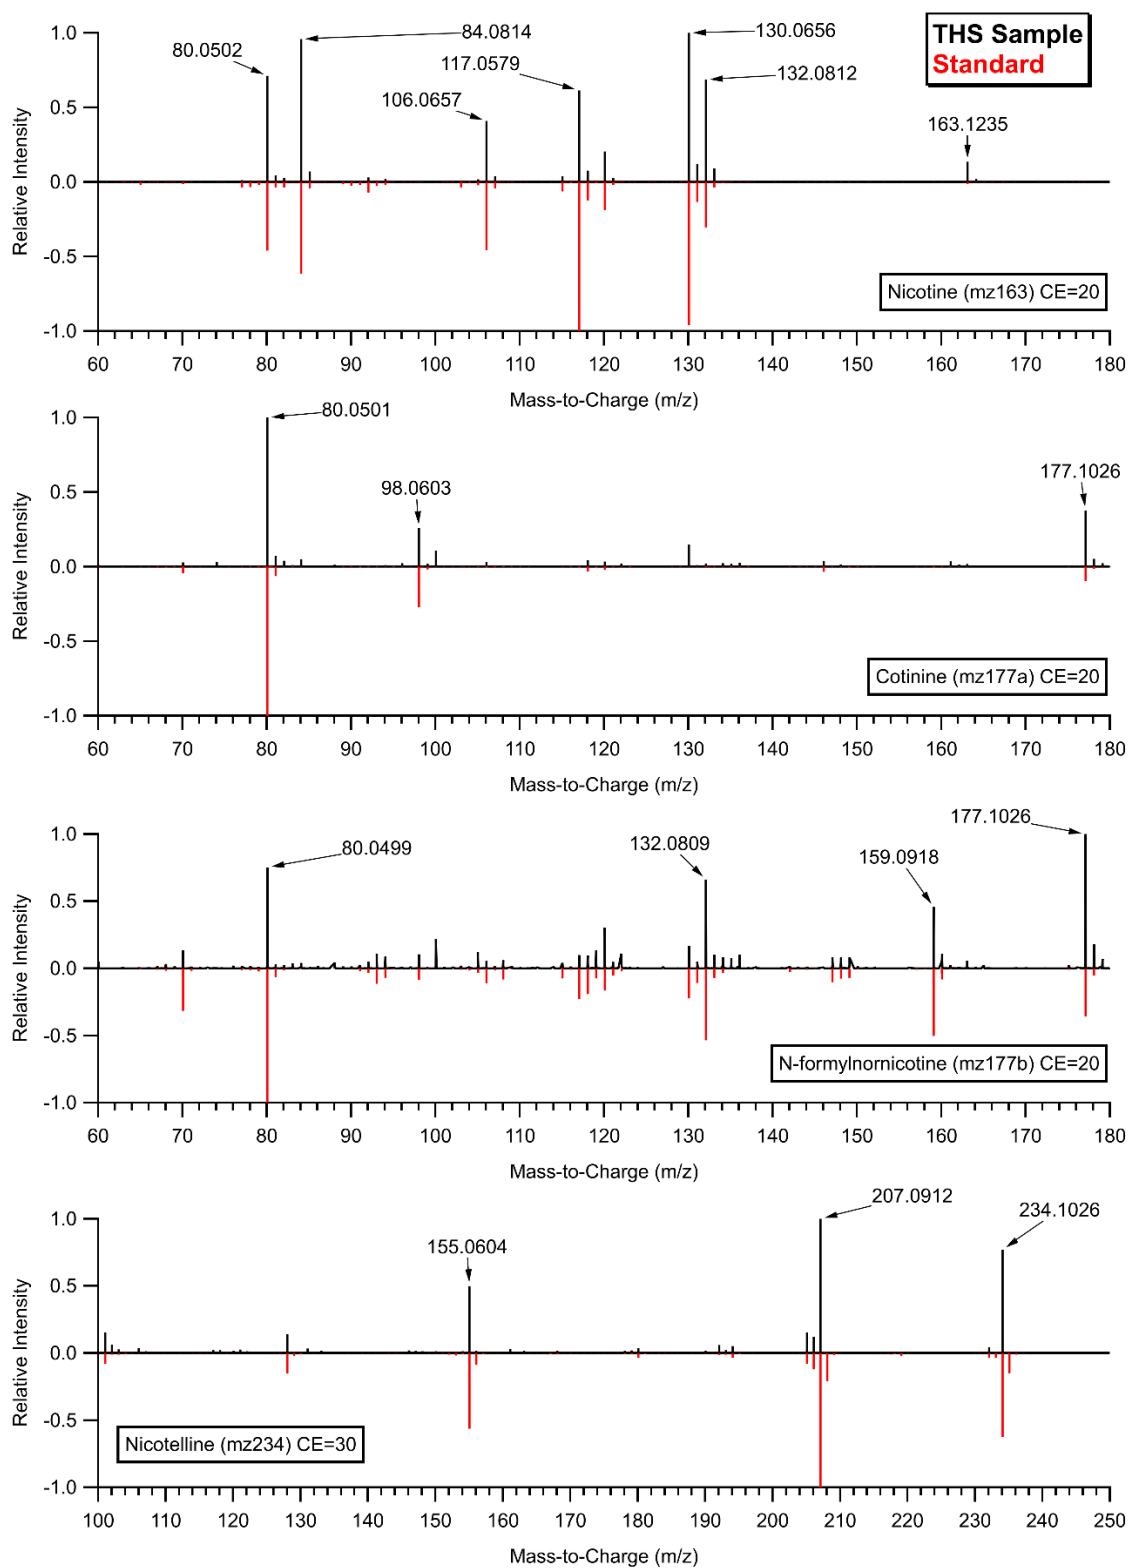 THS Sample
Standard
80.0502
84.0814
117.0579
106.0657
130.0656
132.0812
163.1235
1.0
0.5
0.0
-0.5
-1.0
Relative Intensity
Nicotine (mz163) CE=20
60 70 80 90 100 110 120 130 140 150 160 170 180
Mass-to-Charge (m/z)
80.0501
98.0603
177.1026
1.0
0.5
0.0
-0.5
-1.0
Relative Intensity
Cotinine (mz177a) CE=20
60 70 80 90 100 110 120 130 140 150 160 170 180
Mass-to-Charge (m/z)
80.0499
132.0809
159.0918
177.1026
1.0
0.5
0.0
-0.5
-1.0
Relative Intensity
N-formylnornicotine (mz177b) CE=20
60 70 80 90 100 110 120 130 140 150 160 170 180
Mass-to-Charge (m/z)
155.0604
207.0912
234.1026
1.0
0.5
0.0
-0.5
-1.0
Relative Intensity
Nicotelline (mz234) CE=30
100 110 120 130 140 150 160 170 180 190 200 210 220 230 240 250
Mass-to-Charge (m/z)